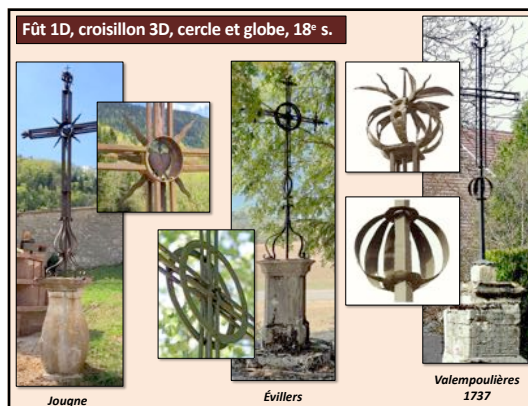 Fût 1D, croisillon 3D, cercle et globe, 18ᵉ s.
Jougne
Évillers
Valempoulières
1737